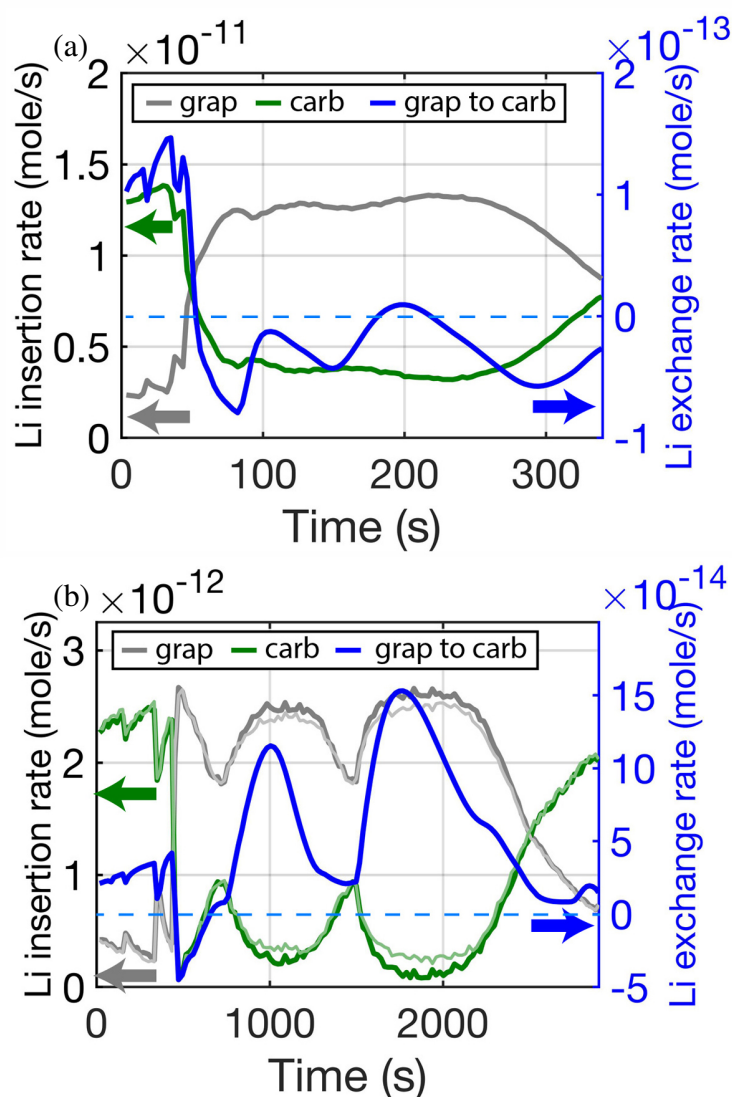 (a) ×10⁻¹¹ ×10⁻¹³
Li insertion rate (mole/s)
Li exchange rate (mole/s)
grap carb grap to carb
2
1.5
1
0.5
0
2
1
0
-1
0 100 200 300
Time (s)
(b) ×10⁻¹² ×10⁻¹⁴
Li insertion rate (mole/s)
Li exchange rate (mole/s)
grap carb grap to carb
3
2
1
0
15
10
5
0
-5
0 1000 2000
Time (s)